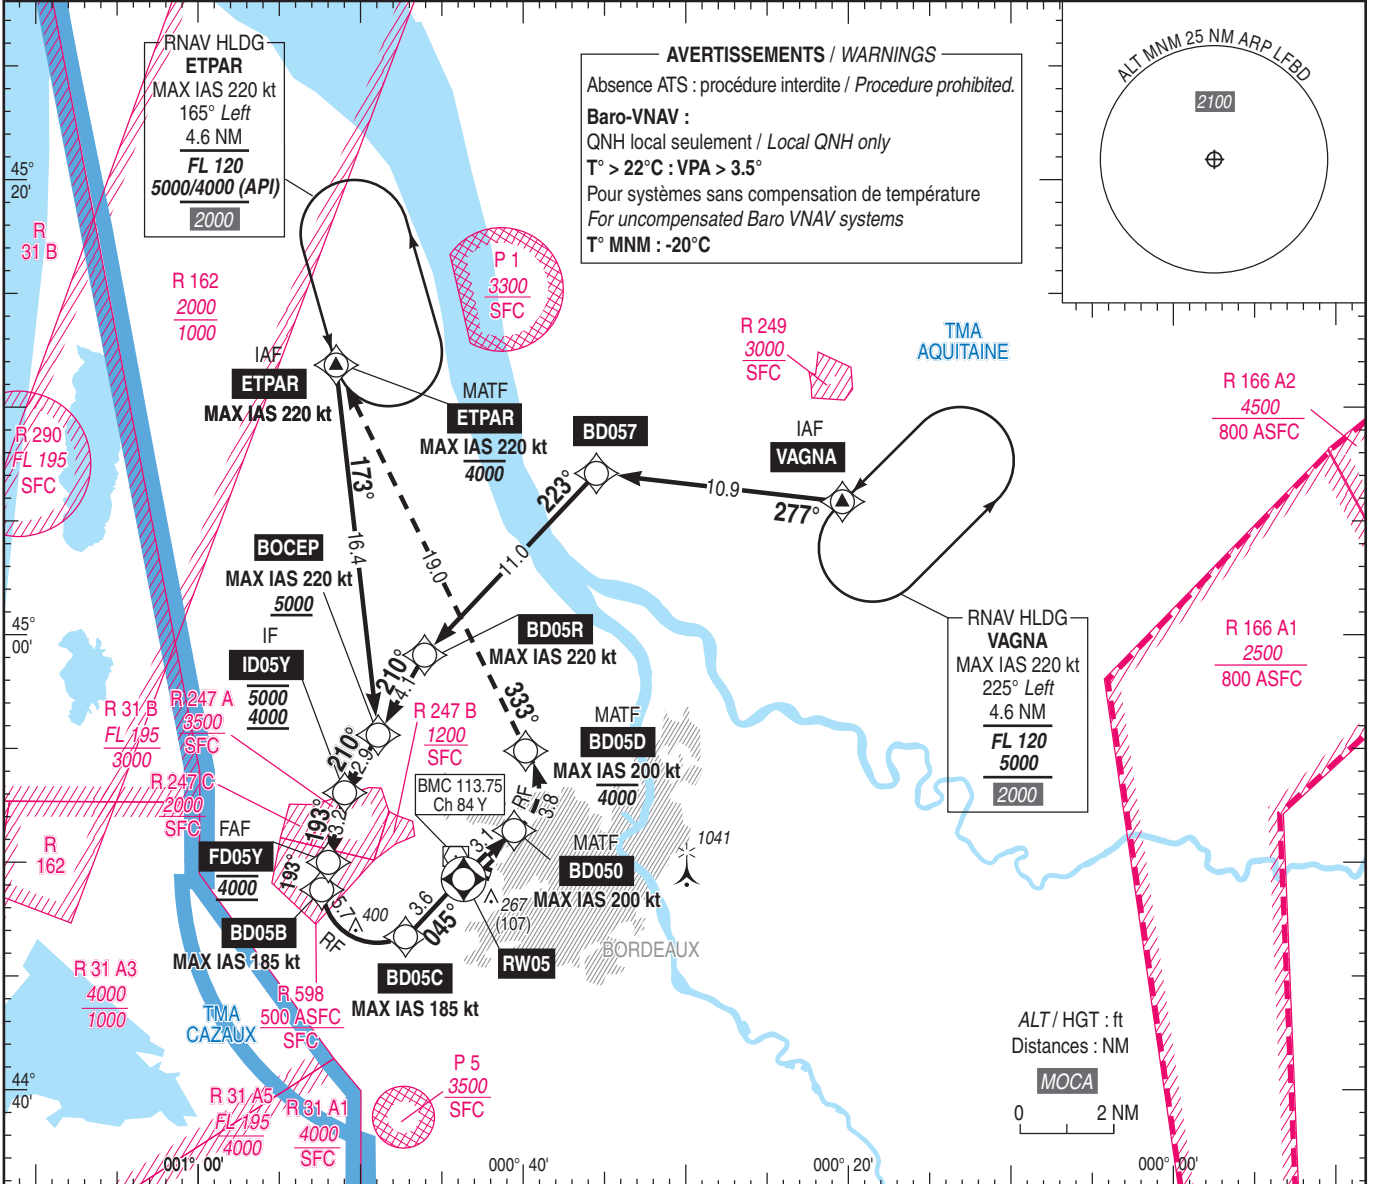 RNAV HLDG
ETPAR
MAX IAS 220 kt
165° Left
4.6 NM
FL 120
5000/4000 (API)
2000
AVERTISSEMENTS / WARNINGS
Absence ATS : procédure interdite / Procedure prohibited.
Baro-VNAV :
QNH local seulement / Local QNH only
T° > 22°C : VPA > 3.5°
Pour systèmes sans compensation de température
For uncompensated Baro VNAV systems
T° MNM : -20°C
ALT MNM 25 NM ARP LFBD
2100
45°
20'
R
31 B
R 162
2000
1000
P 1
3300
SFC
R 249
3000
SFC
TMA
AQUITAINE
R 166 A2
4500
800 ASFC
IAF
ETPAR
MAX IAS 220 kt
MATF
ETPAR
MAX IAS 220 kt
4000
BD057
IAF
VAGNA
R 290
FL 195
SFC
173°
16.4
19.0
223°
11.0
10.9
277°
BOCEP
MAX IAS 220 kt
5000
BD05R
MAX IAS 220 kt
RNAV HLDG
VAGNA
MAX IAS 220 kt
225° Left
4.6 NM
FL 120
5000
2000
R 166 A1
2500
800 ASFC
45°
00'
IF
ID05Y
5000
4000
210°
4.1
333°
R 31 B
FL 195
3000
R 247 A
3500
SFC
R 247 B
1200
SFC
210°
2.9
MATF
BD05D
MAX IAS 200 kt
4000
R 247 C
2000
SFC
BMC 113.75
Ch 84 Y
RF
3.8
R
162
FAF
FD05Y
4000
193°
3.2
193°
3.1
MATF
BD050
MAX IAS 200 kt
1041
BD05B
MAX IAS 185 kt
5.7
RF
400
3.6
045°
267
(107)
RW05
BORDEAUX
BD05C
MAX IAS 185 kt
R 31 A3
4000
1000
TMA
CAZAUX
R 598
500 ASFC
SFC
ALT / HGT : ft
Distances : NM
MOCA
0 2 NM
44°
40'
P 5
3500
SFC
R 31 A5
FL 195
4000
R 31 A1
4000
SFC
001° 00'
000° 40'
000° 20'
000° 00'